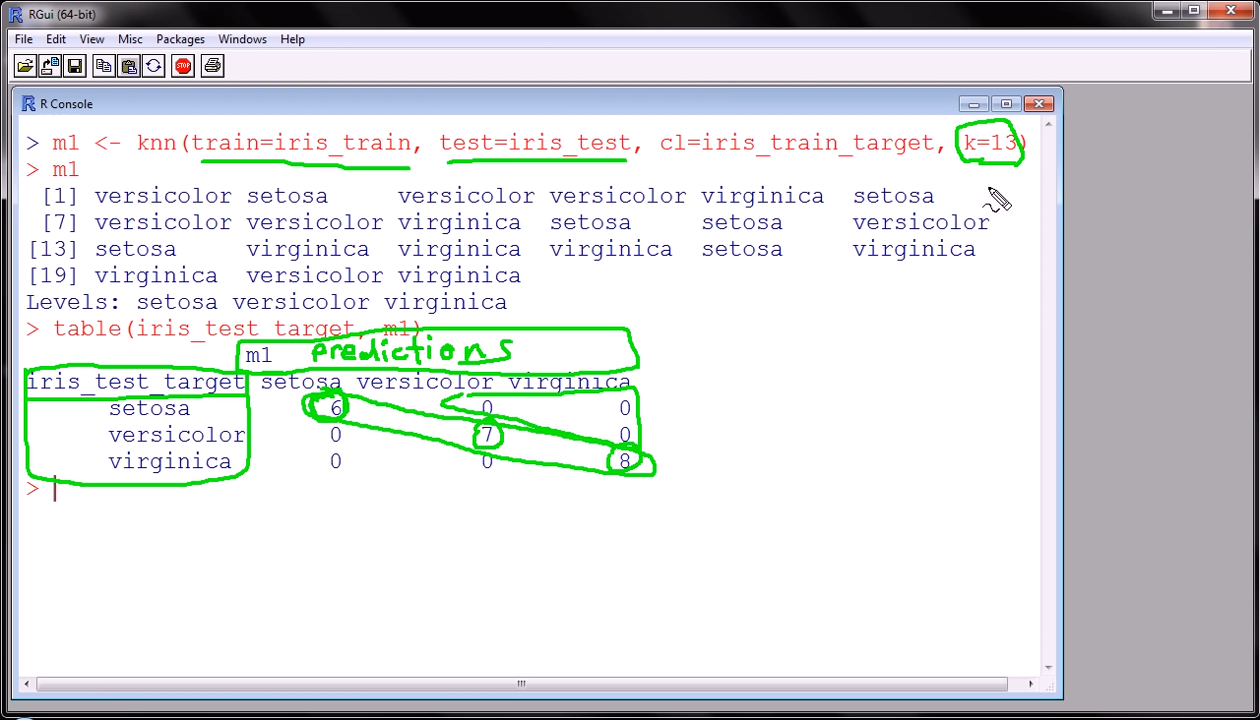 RGui (64-bit)
File Edit View Misc Packages Windows Help
STOP
R Console
> m1 <- knn(train=iris_train, test=iris_test, cl=iris_train_target, k=13)
> m1
[1] versicolor setosa versicolor versicolor virginica setosa
[7] versicolor versicolor virginica setosa setosa versicolor
[13] setosa virginica virginica virginica setosa virginica
[19] virginica versicolor virginica
Levels: setosa versicolor virginica
> table(iris_test_target, m1)
m1 predictions
iris_test_target setosa versicolor virginica
setosa 6 0 0
versicolor 0 7 0
virginica 0 0 8
>